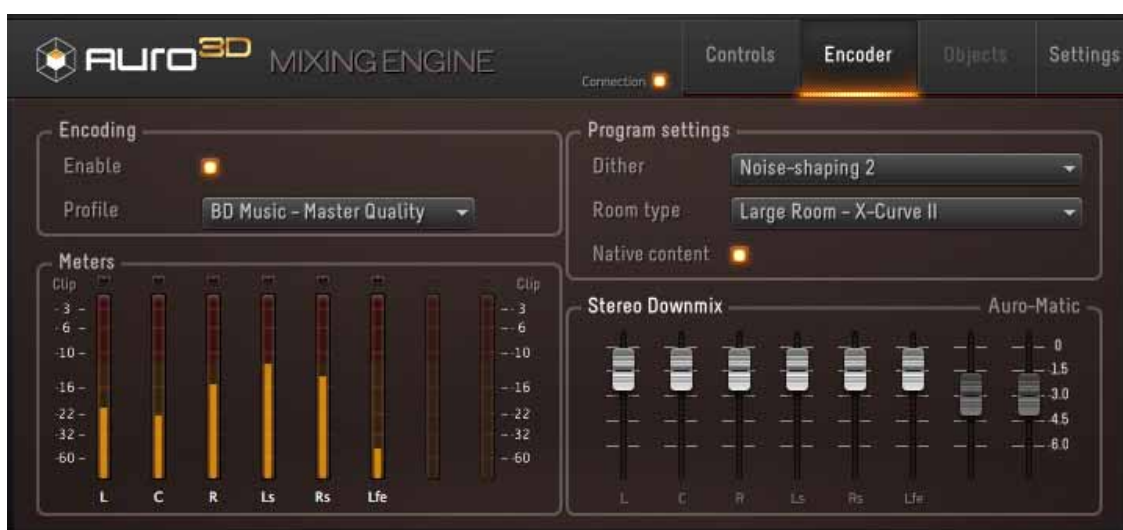 AURO3D MIXING ENGINE
Connection
Controls
Encoder
Objects
Settings
Encoding
Enable
Profile
BD Music - Master Quality
Program settings
Dither
Noise-shaping 2
Room type
Large Room - X-Curve II
Native content
Meters
Clip
Clip
- 3 -
- 6 -
-10 -
-16 -
-22 -
-32 -
-60 -
- - 3
- - 6
- -10
- -16
- -22
- -32
- -60
L C R Ls Rs Lfe
Stereo Downmix
Auro-Matic
0
1.5
3.0
4.5
6.0
L C R Ls Rs Lfe